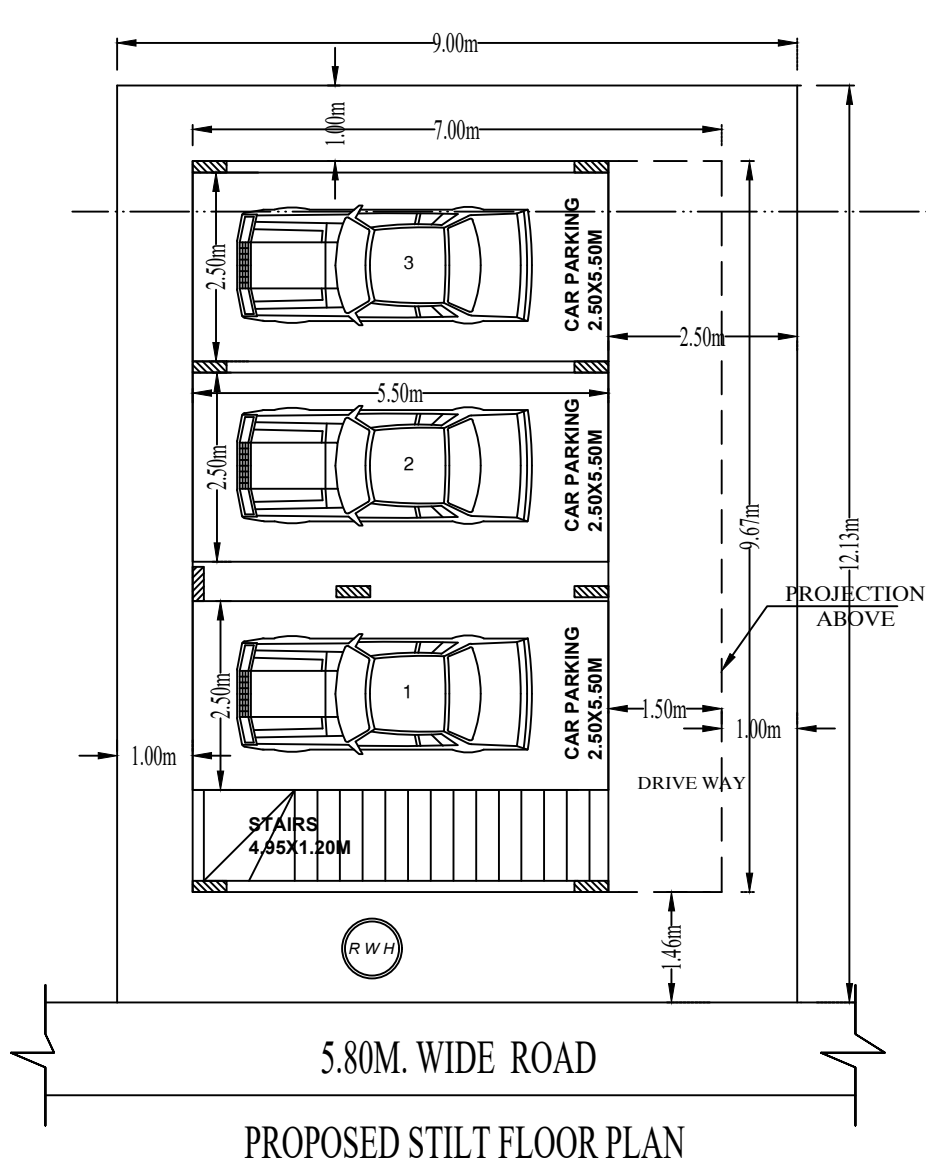 9.00m
1.00m
7.00m
CAR PARKING
2.50X5.50M
3
2.50m
2.50m
5.50m
CAR PARKING
2.50X5.50M
2
2.50m
9.67m
12.13m
PROJECTION
ABOVE
CAR PARKING
2.50X5.50M
1
2.50m
1.50m
1.00m
1.00m
DRIVE WAY
STAIRS
4.95X1.20M
RWH
1.46m
5.80M. WIDE ROAD
PROPOSED STILT FLOOR PLAN